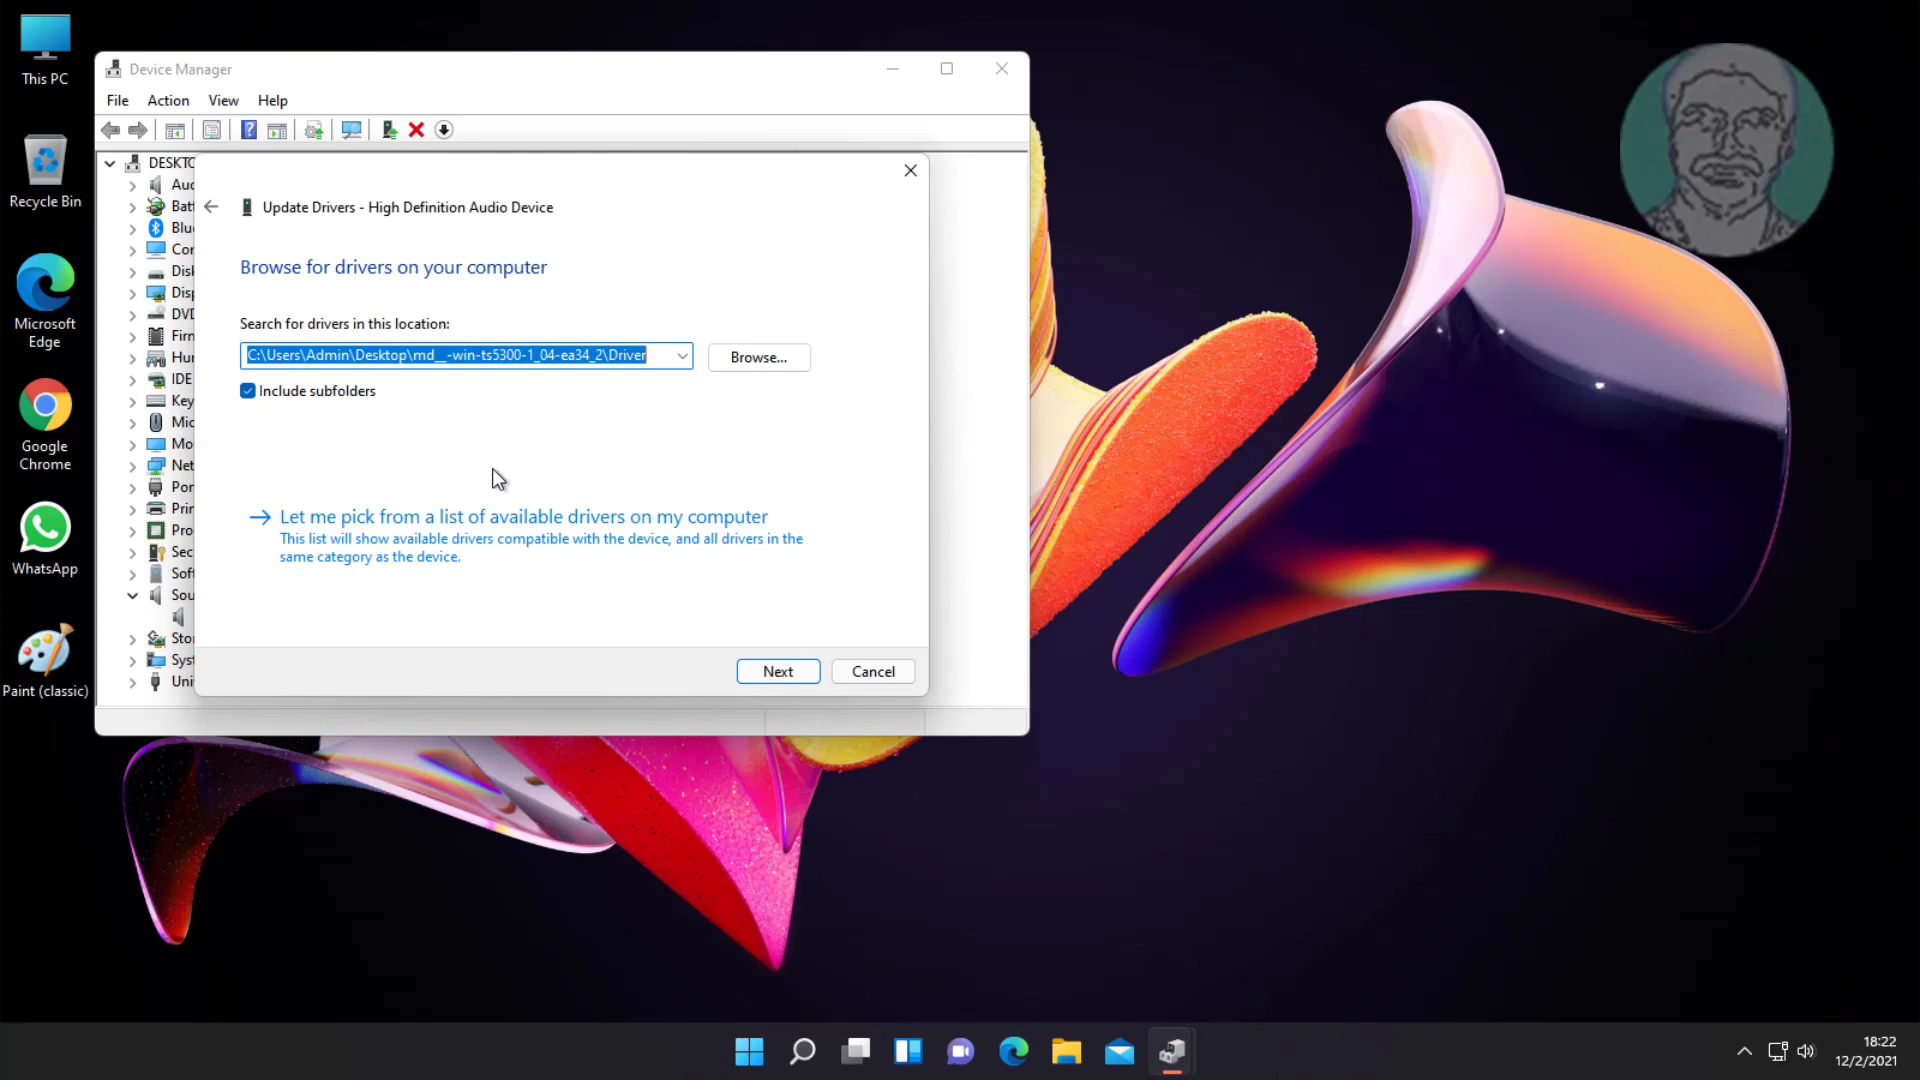 This PC
Recycle Bin
Microsoft
Edge
Google
Chrome
WhatsApp
Paint (classic)
Device Manager
File Action View Help
DESKTO
Auc
Batt
Blu
Cor
Disk
Disp
DVD
Firn
Hur
IDE
Key
Mic
Mo
Net
Por
Prin
Pro
Sec
Soft
Sou
Stor
Syst
Uni
Update Drivers - High Definition Audio Device
Browse for drivers on your computer
Search for drivers in this location:
C:\Users\Admin\Desktop\md__-win-ts5300-1_04-ea34_2\Driver
Browse...
Include subfolders
Let me pick from a list of available drivers on my computer
This list will show available drivers compatible with the device, and all drivers in the
same category as the device.
Next Cancel
18:22
12/2/2021